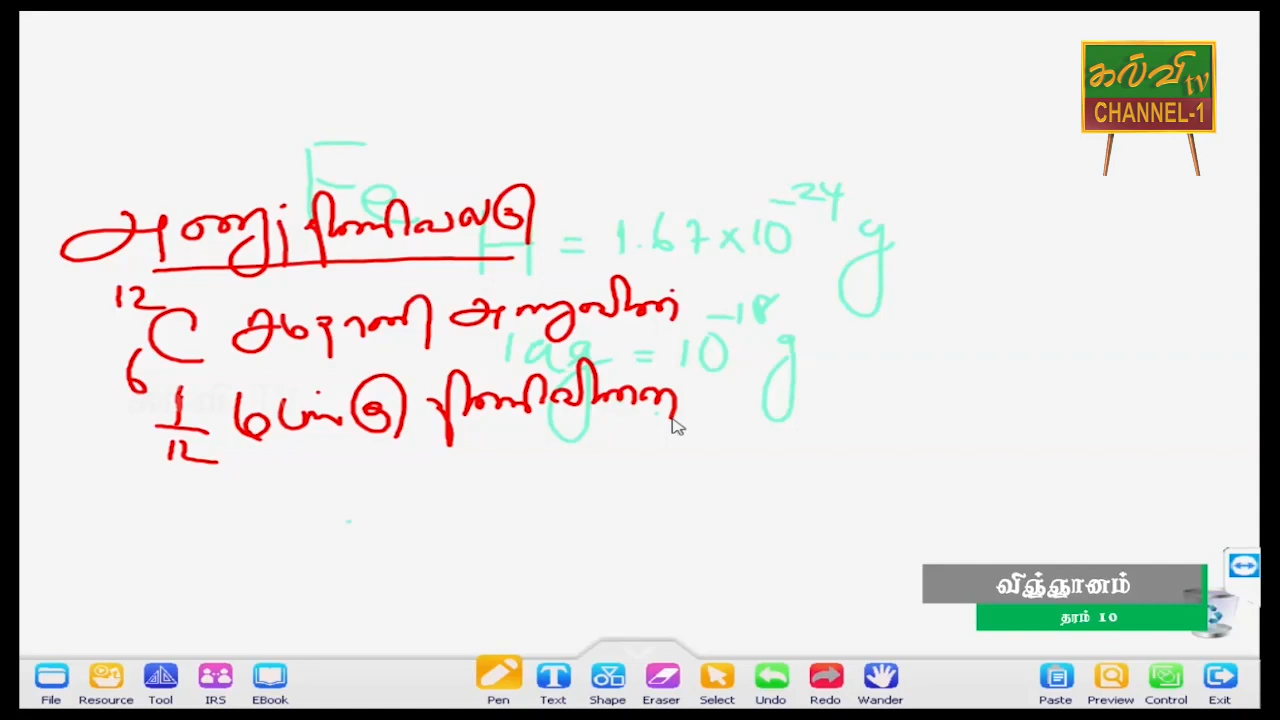 கல்வி tv
CHANNEL-1
Fe
H = 1.67 × 10⁻²⁴ g
1ag = 10⁻¹⁸ g
அணுத்திணிவலகு
¹²₆C சமதானி அணுவின்
1/12 மடங்கு திணிவினை
விஞ்ஞானம்
தரம் 10
File Resource Tool IRS EBook Pen Text Shape Eraser Select Undo Redo Wander Paste Preview Control Exit